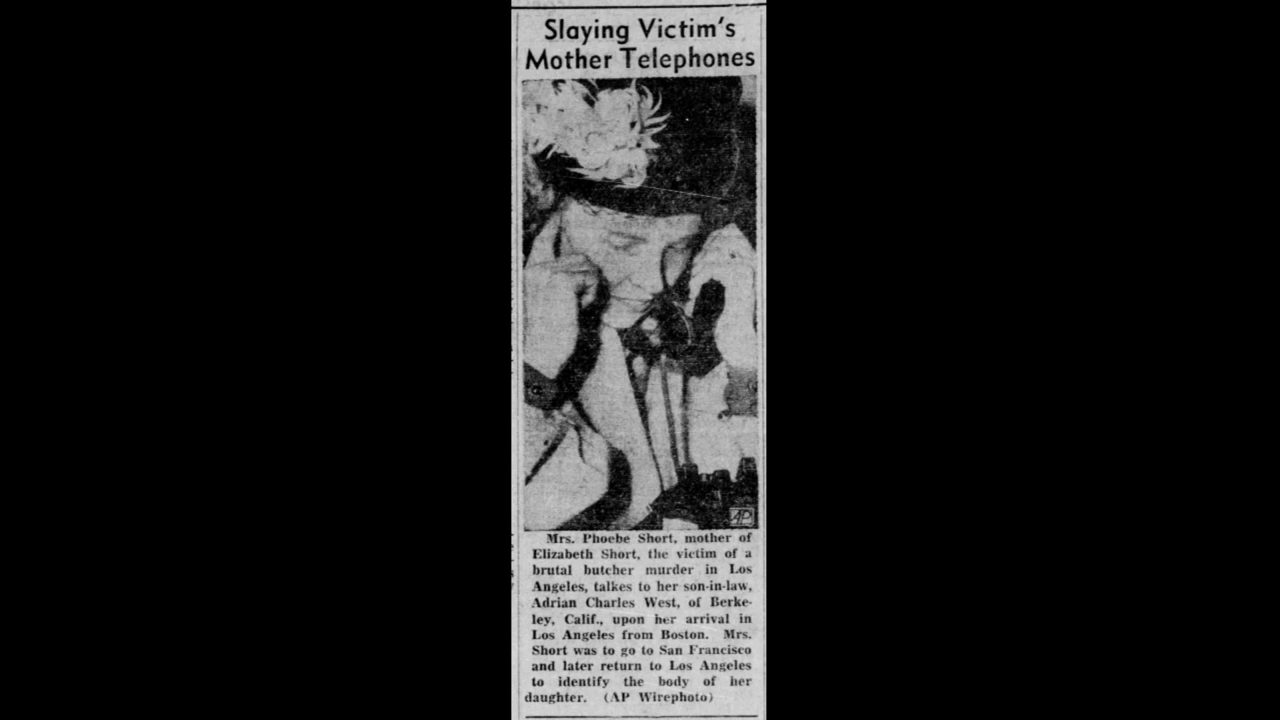 Slaying Victim's
Mother Telephones
AP
Mrs. Phoebe Short, mother of
Elizabeth Short, the victim of a
brutal butcher murder in Los
Angeles, talkes to her son-in-law,
Adrian Charles West, of Berke-
ley, Calif., upon her arrival in
Los Angeles from Boston. Mrs.
Short was to go to San Francisco
and later return to Los Angeles
to identify the body of her
daughter. (AP Wirephoto)